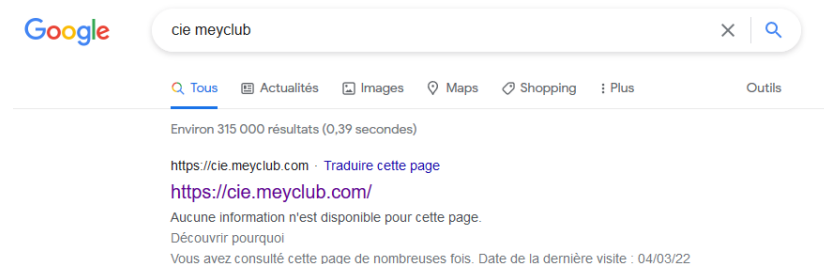 Google
cie meyclub
Tous Actualités Images Maps Shopping Plus Outils
Environ 315 000 résultats (0,39 secondes)
https://cie.meyclub.com · Traduire cette page
https://cie.meyclub.com/
Aucune information n'est disponible pour cette page.
Découvrir pourquoi
Vous avez consulté cette page de nombreuses fois. Date de la dernière visite : 04/03/22